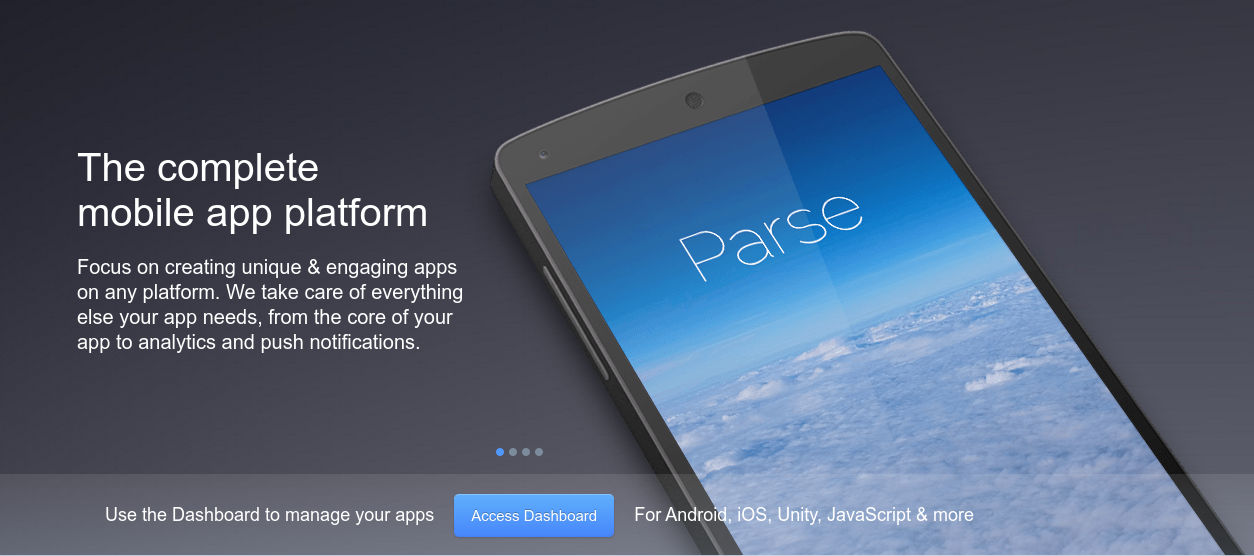 The complete
mobile app platform
Focus on creating unique & engaging apps
on any platform. We take care of everything
else your app needs, from the core of your
app to analytics and push notifications.
Parse
Use the Dashboard to manage your apps
Access Dashboard
For Android, iOS, Unity, JavaScript & more